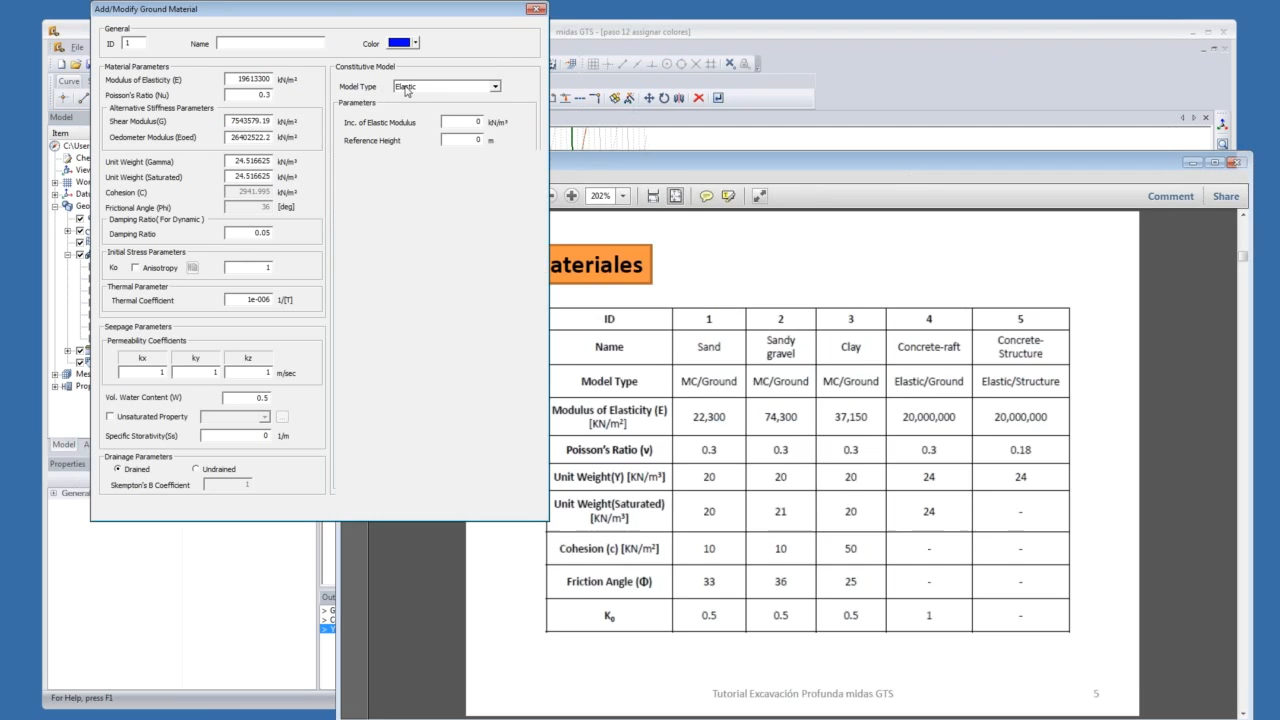 Add/Modify Ground Material
midas GTS - [paso 12 assignar colores]
General
ID 1 Name Color
File
Material Parameters
Modulus of Elasticity (E) 19613300 kN/m²
Poisson's Ratio (Nu) 0.3
Alternative Stiffness Parameters
Shear Modulus(G) 7543579.19 kN/m²
Oedometer Modulus (Eoed) 26402522.2 kN/m²
Unit Weight (Gamma) 24.516625 kN/m³
Unit Weight (Saturated) 24.516625 kN/m³
Cohesion (C) 2941.995 kN/m²
Frictional Angle (Phi) 36 [deg]
Damping Ratio( For Dynamic )
Damping Ratio 0.05
Initial Stress Parameters
Ko Anisotropy 1
Thermal Parameter
Thermal Coefficient 1e-006 1/[T]
Seepage Parameters
Permeability Coefficients
kx ky kz
1 1 1 m/sec
Vol. Water Content (W) 0.5
Unsaturated Property ...
Specific Storativity(Ss) 0 1/m
Drainage Parameters
Drained Undrained
Skempton's B Coefficient 1
Constitutive Model
Model Type Elastic
Parameters
Inc. of Elastic Modulus 0 kN/m³
Reference Height 0 m
Curve
Model
Item
C:\Users
Model
Properties
General
For Help, press F1
202%
Comment Share
ateriales
ID 1 2 3 4 5
Name Sand Sandy gravel Clay Concrete-raft Concrete-Structure
Model Type MC/Ground MC/Ground MC/Ground Elastic/Ground Elastic/Structure
Modulus of Elasticity (E) [KN/m²] 22,300 74,300 37,150 20,000,000 20,000,000
Poisson's Ratio (ν) 0.3 0.3 0.3 0.3 0.18
Unit Weight(Y) [KN/m³] 20 20 20 24 24
Unit Weight(Saturated) [KN/m³] 20 21 20 24 -
Cohesion (c) [KN/m²] 10 10 50 - -
Friction Angle (Φ) 33 36 25 - -
K₀ 0.5 0.5 0.5 1 -
Tutorial Excavación Profunda midas GTS 5